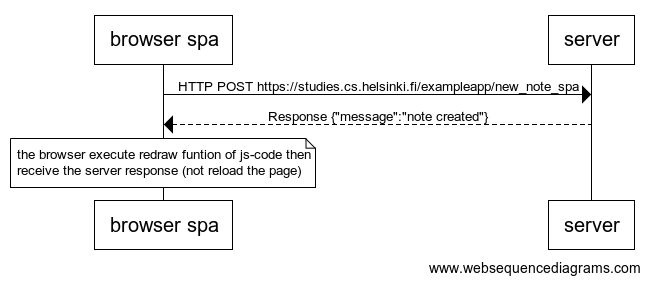 browser spa
server
HTTP POST https://studies.cs.helsinki.fi/exampleapp/new_note_spa
Response {"message":"note created"}
the browser execute redraw funtion of js-code then
receive the server response (not reload the page)
browser spa
server
www.websequencediagrams.com